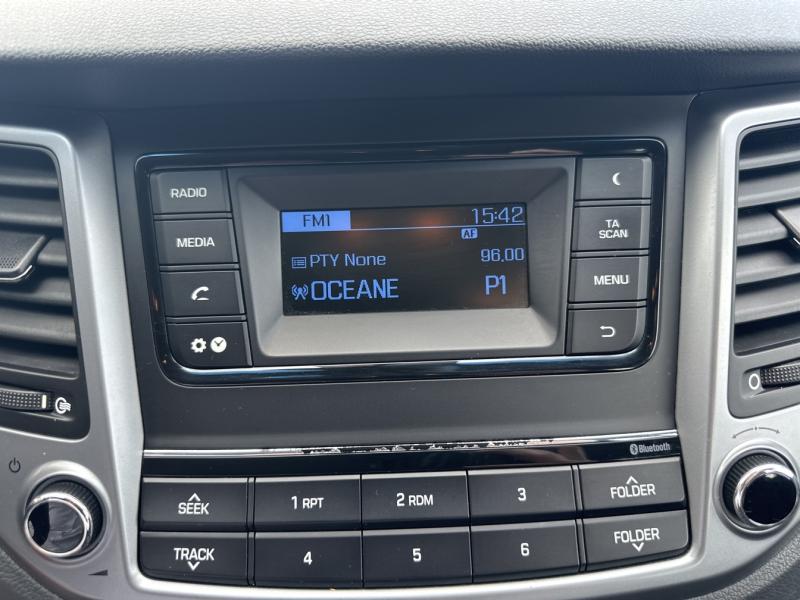 RADIO
MEDIA
FM1 15:42
AF
PTY None 96.00
OCEANE P1
TA
SCAN
MENU
Bluetooth
SEEK
1 RPT
2 RDM
3
FOLDER
TRACK
4
5
6
FOLDER